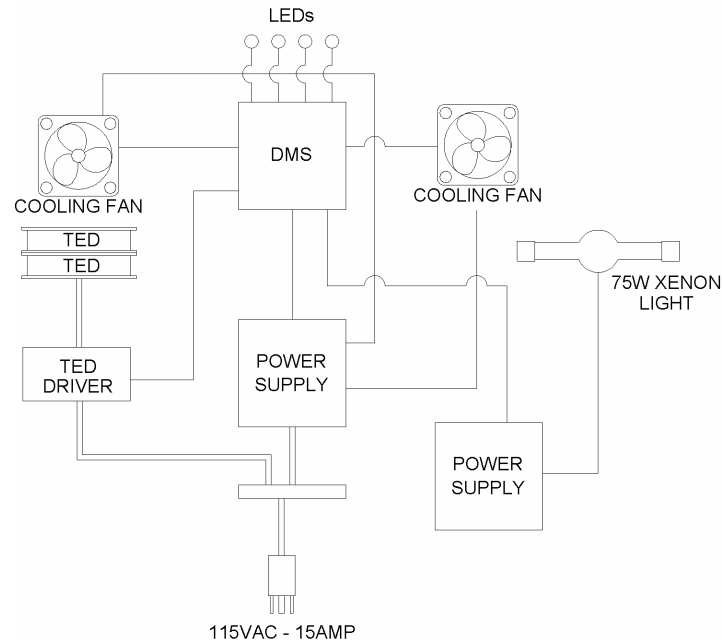 LEDs
DMS
COOLING FAN
COOLING FAN
TED
TED
75W XENON
LIGHT
TED
DRIVER
POWER
SUPPLY
POWER
SUPPLY
115VAC - 15AMP